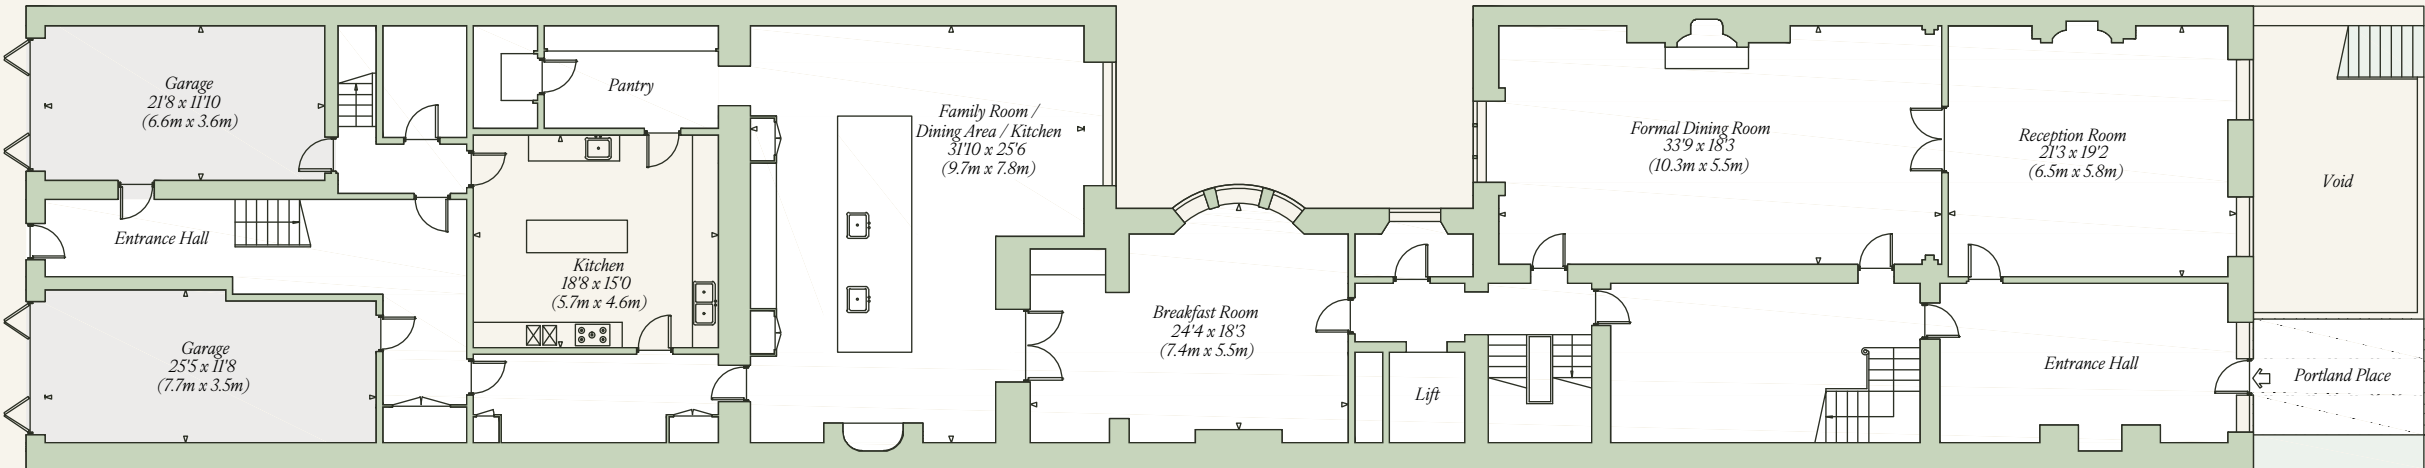 Garage
21'8 x 11'10
(6.6m x 3.6m)
Pantry
Family Room /
Dining Area / Kitchen
31'10 x 25'6
(9.7m x 7.8m)
Formal Dining Room
33'9 x 18'3
(10.3m x 5.5m)
Reception Room
21'3 x 19'2
(6.5m x 5.8m)
Void
Entrance Hall
Kitchen
18'8 x 15'0
(5.7m x 4.6m)
Breakfast Room
24'4 x 18'3
(7.4m x 5.5m)
Garage
25'5 x 11'8
(7.7m x 3.5m)
Lift
Entrance Hall
Portland Place